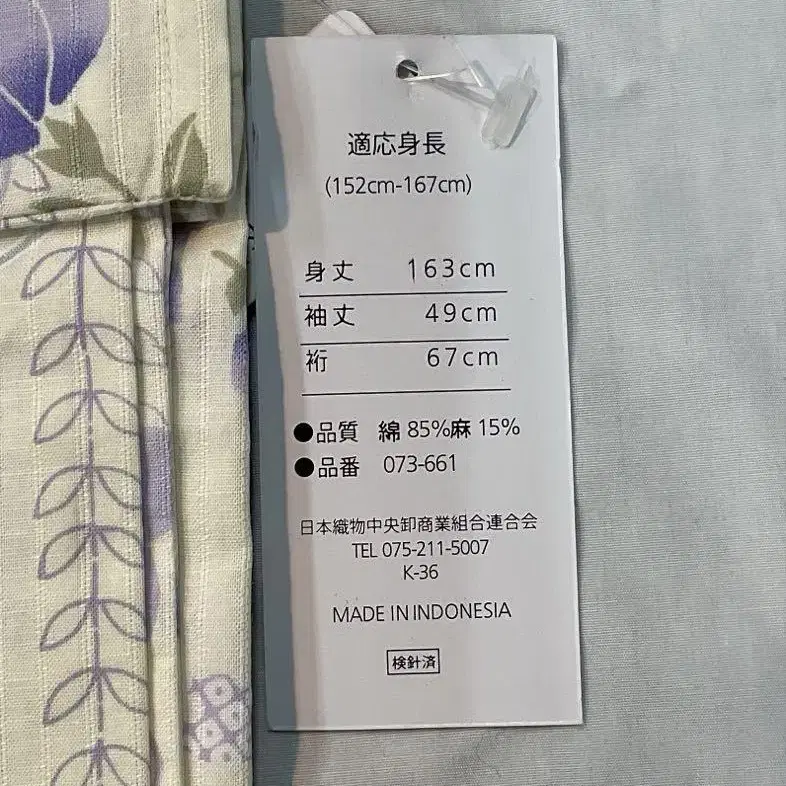 適応身長
(152cm-167cm)
身丈 163cm
袖丈 49cm
裄 67cm
●品質 綿 85%麻 15%
●品番 073-661
日本織物中央卸商業組合連合会
TEL 075-211-5007
K-36
MADE IN INDONESIA
検針済